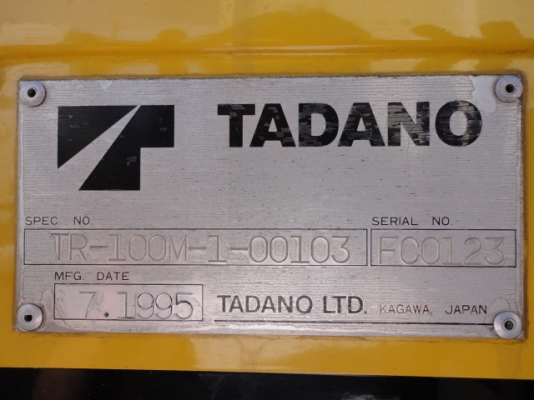 TADANO
SPEC. NO. SERIAL NO.
TR-100M-1-00103 FC0123
MFG. DATE
7.1995 TADANO LTD. KAGAWA, JAPAN